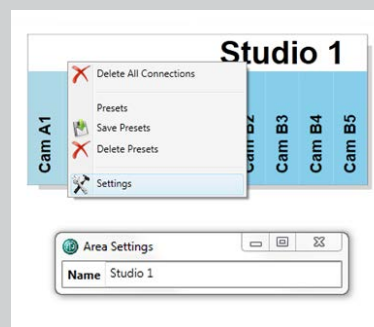 Studio 1
Delete All Connections
Presets
Save Presets
Delete Presets
Settings
Cam A1
Cam B2
Cam B3
Cam B4
Cam B5
Area Settings
Name Studio 1